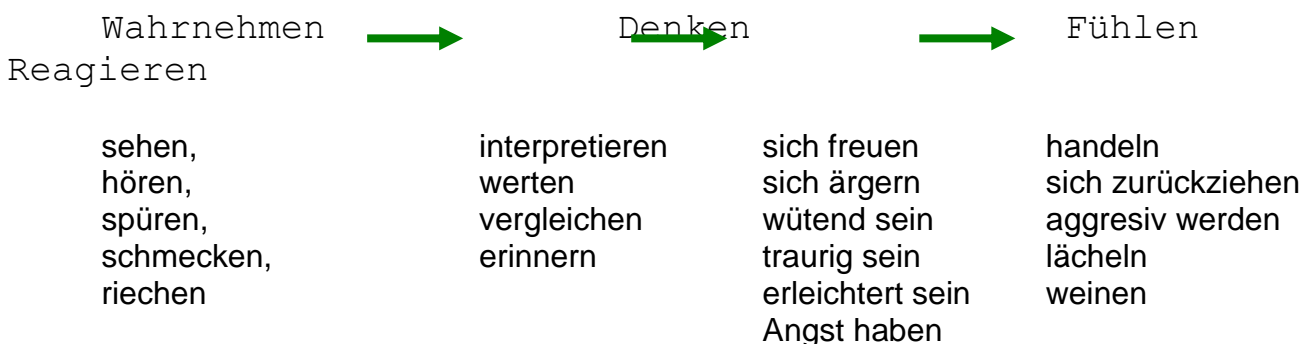 Wahrnehmen Denken Fühlen
Reagieren
sehen, interpretieren sich freuen handeln
hören, werten sich ärgern sich zurückziehen
spüren, vergleichen wütend sein aggresiv werden
schmecken, erinnern traurig sein lächeln
riechen erleichtert sein weinen
Angst haben